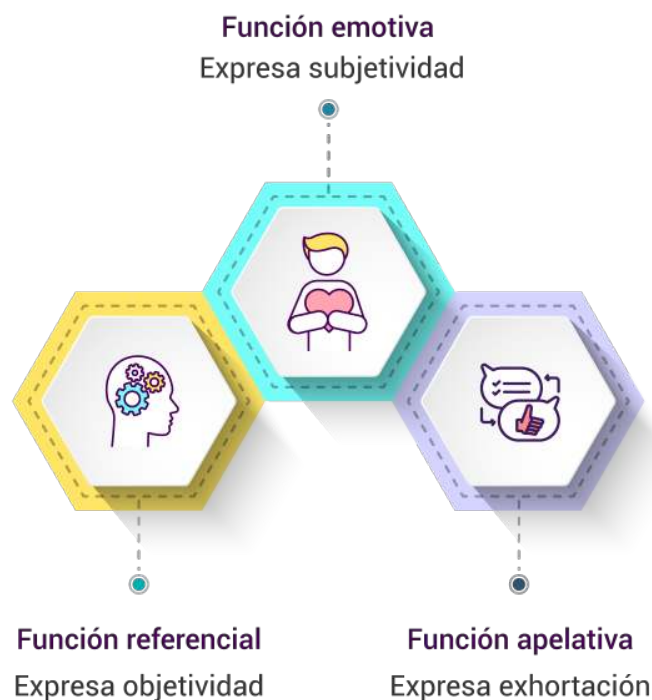 Función emotiva
Expresa subjetividad
Función referencial
Expresa objetividad
Función apelativa
Expresa exhortación